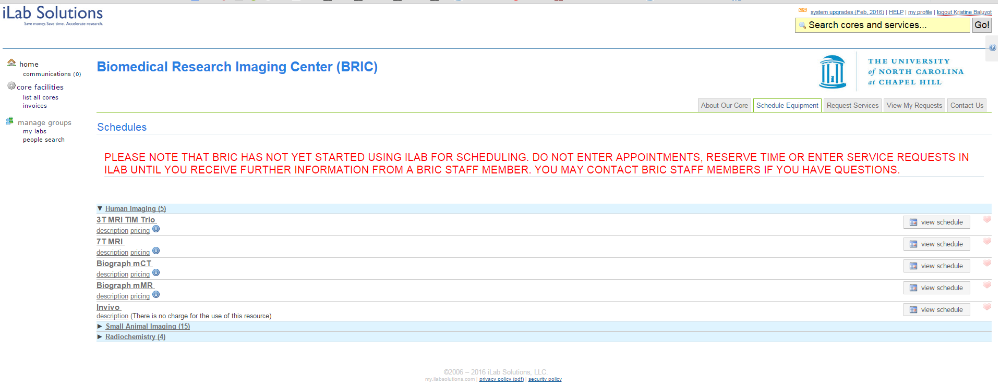 iLab Solutions
Save money. Save time. Accelerate research.
NEW system upgrades (Feb, 2016) | HELP | my profile | logout Kristine Baluyot
Search cores and services...
Go!
home
communications (0)
core facilities
list all cores
invoices
manage groups
my labs
people search
Biomedical Research Imaging Center (BRIC)
THE UNIVERSITY
of NORTH CAROLINA
at CHAPEL HILL
About Our Core
Schedule Equipment
Request Services
View My Requests
Contact Us
Schedules
PLEASE NOTE THAT BRIC HAS NOT YET STARTED USING ILAB FOR SCHEDULING. DO NOT ENTER APPOINTMENTS, RESERVE TIME OR ENTER SERVICE REQUESTS IN
ILAB UNTIL YOU RECEIVE FURTHER INFORMATION FROM A BRIC STAFF MEMBER. YOU MAY CONTACT BRIC STAFF MEMBERS IF YOU HAVE QUESTIONS.
▼ Human Imaging (5)
3T MRI TIM Trio
view schedule
description pricing
7T MRI
view schedule
description pricing
Biograph mCT
view schedule
description pricing
Biograph mMR
view schedule
description pricing
Invivo
view schedule
description (There is no charge for the use of this resource)
► Small Animal Imaging (15)
► Radiochemistry (4)
©2006 – 2016 iLab Solutions, LLC.
my.ilabsolutions.com | privacy policy (pdf) | security policy